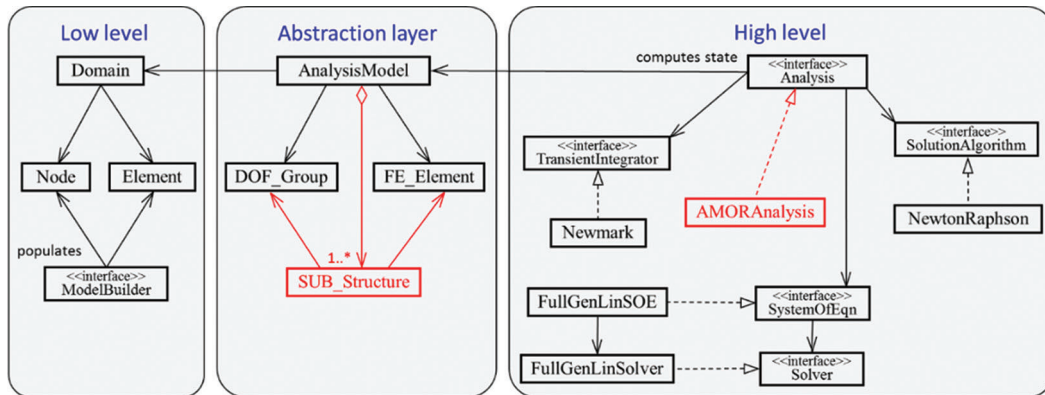 Low level
Abstraction layer
High level
Domain
AnalysisModel
computes state
<<interface>>
Analysis
<<interface>>
TransientIntegrator
<<interface>>
SolutionAlgorithm
Node
Element
DOF_Group
FE_Element
AMORAnalysis
Newmark
NewtonRaphson
populates
1..*
<<interface>>
ModelBuilder
SUB_Structure
FullGenLinSOE
<<interface>>
SystemOfEqn
FullGenLinSolver
<<interface>>
Solver